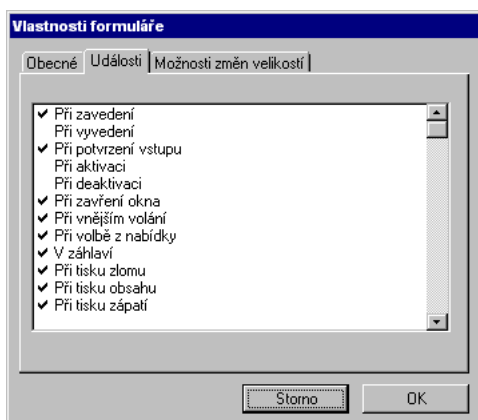 Vlastnosti formuláře
Obecné Události Možnosti změn velikostí
Při zavedení
Při vyvedení
Při potvrzení vstupu
Při aktivaci
Při deaktivaci
Při zavření okna
Při vnějším volání
Při volbě z nabídky
V záhlaví
Při tisku zlomu
Při tisku obsahu
Při tisku zápatí
Storno OK